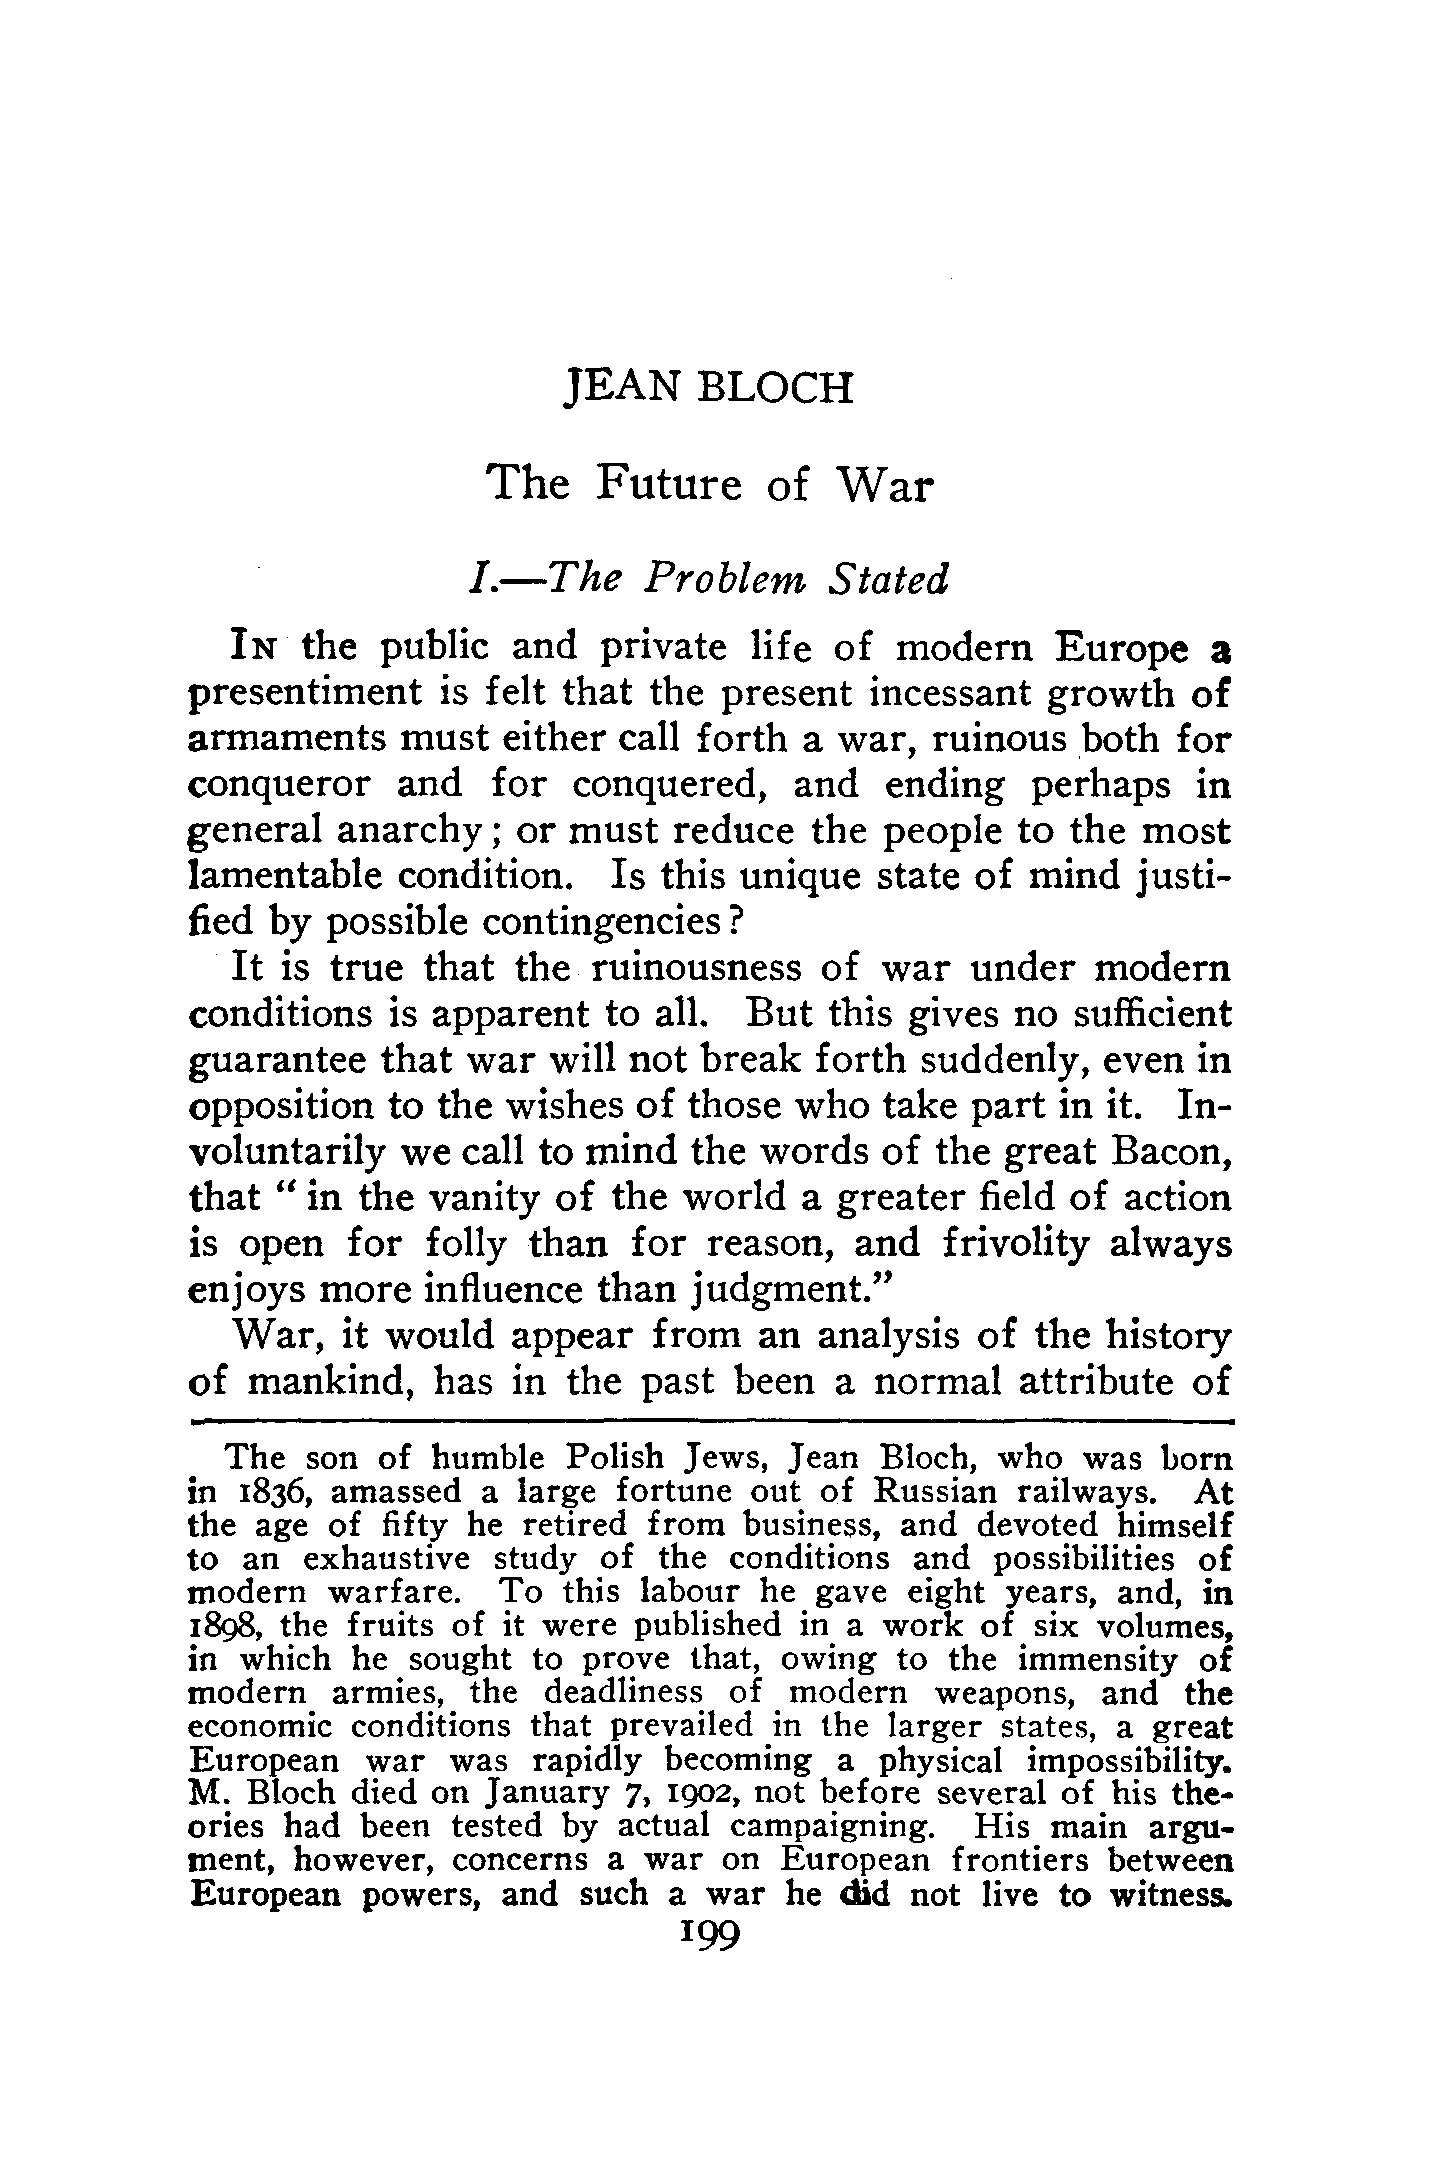 JEAN BLOCH
The Future of War
I.—The Problem Stated
IN the public and private life of modern Europe a
presentiment is felt that the present incessant growth of
armaments must either call forth a war, ruinous both for
conqueror and for conquered, and ending perhaps in
general anarchy; or must reduce the people to the most
lamentable condition. Is this unique state of mind justi-
fied by possible contingencies?
It is true that the ruinousness of war under modern
conditions is apparent to all. But this gives no sufficient
guarantee that war will not break forth suddenly, even in
opposition to the wishes of those who take part in it. In-
voluntarily we call to mind the words of the great Bacon,
that "in the vanity of the world a greater field of action
is open for folly than for reason, and frivolity always
enjoys more influence than judgment."
War, it would appear from an analysis of the history
of mankind, has in the past been a normal attribute of
The son of humble Polish Jews, Jean Bloch, who was born
in 1836, amassed a large fortune out of Russian railways. At
the age of fifty he retired from business, and devoted himself
to an exhaustive study of the conditions and possibilities of
modern warfare. To this labour he gave eight years, and, in
1898, the fruits of it were published in a work of six volumes,
in which he sought to prove that, owing to the immensity of
modern armies, the deadliness of modern weapons, and the
economic conditions that prevailed in the larger states, a great
European war was rapidly becoming a physical impossibility.
M. Bloch died on January 7, 1902, not before several of his the-
ories had been tested by actual campaigning. His main argu-
ment, however, concerns a war on European frontiers between
European powers, and such a war he did not live to witness.
199